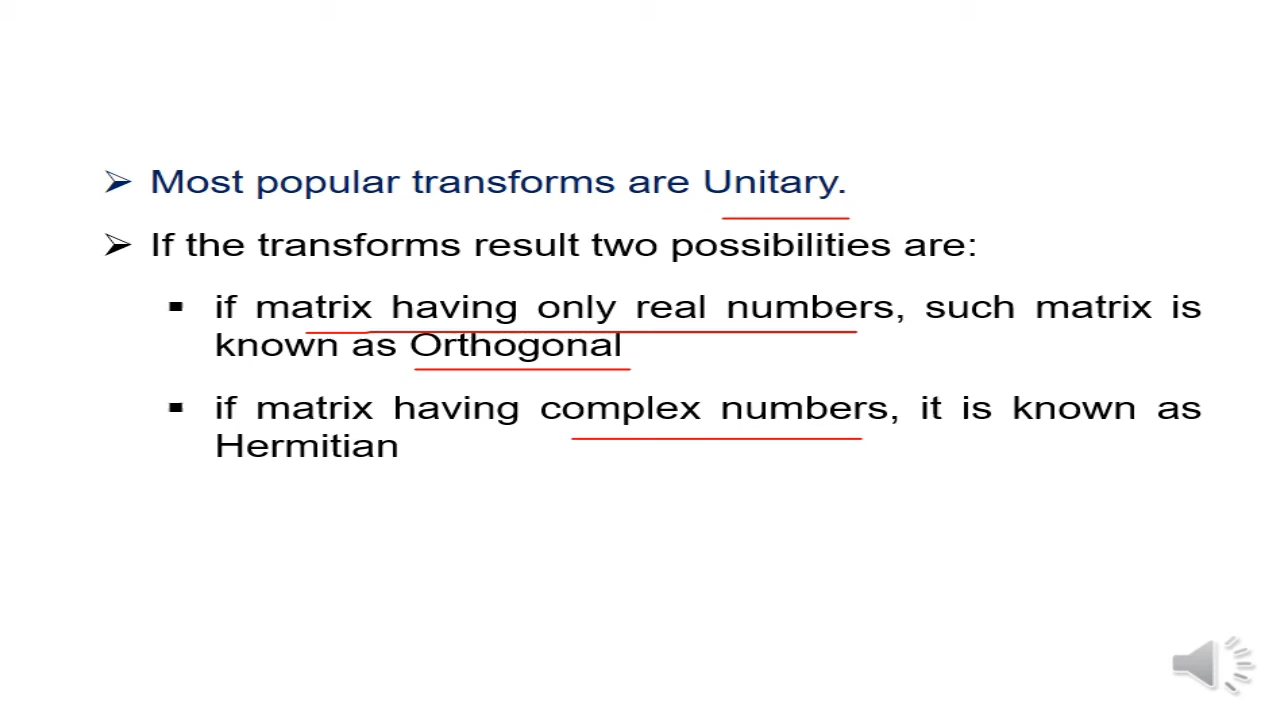 Most popular transforms are Unitary.
If the transforms result two possibilities are:
if matrix having only real numbers, such matrix is
known as Orthogonal
if matrix having complex numbers, it is known as
Hermitian